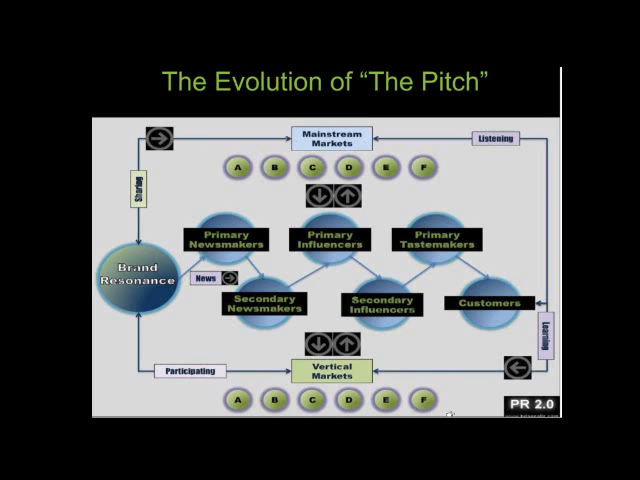 The Evolution of “The Pitch”
Mainstream
Markets
Listening
A B C D E F
Sharing
Primary
Newsmakers
Primary
Influencers
Primary
Tastemakers
Brand
Resonance
News
Secondary
Newsmakers
Secondary
Influencers
Customers
Learning
Participating
Vertical
Markets
A B C D E F
PR 2.0